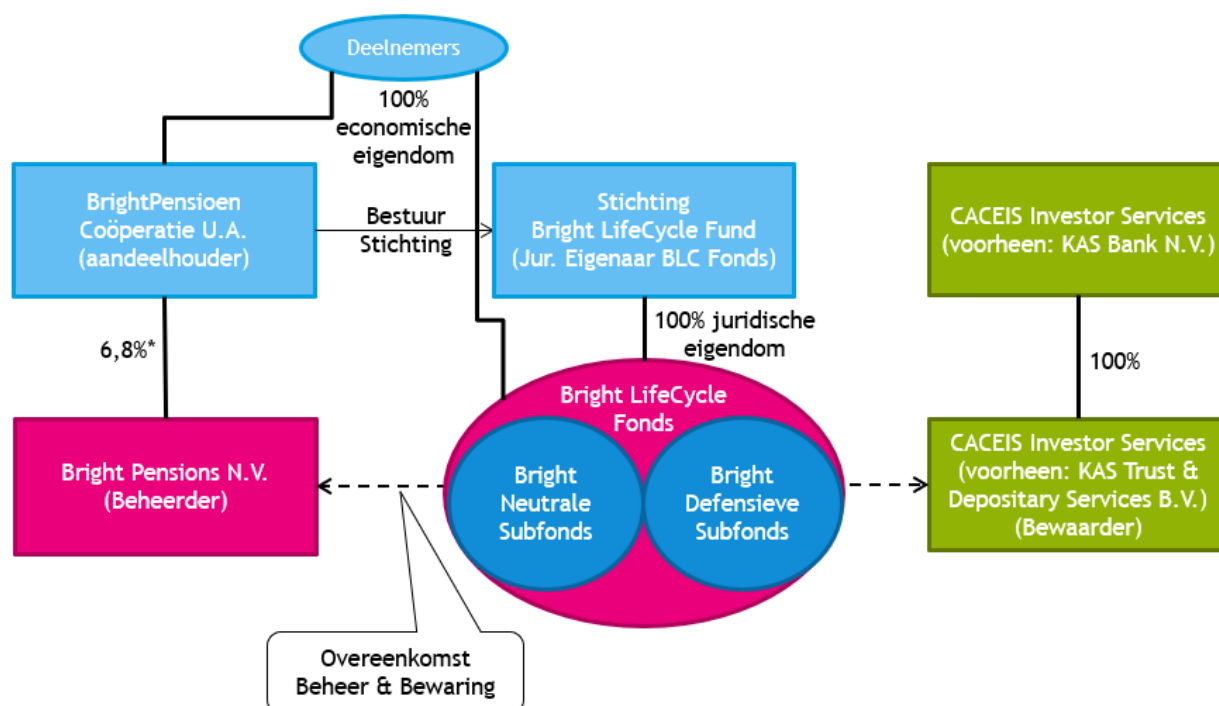 Deelnemers
100%
economische
eigendom
BrightPensioen
Coöperatie U.A.
(aandeelhouder)
Bestuur
Stichting
Stichting
Bright LifeCycle Fund
(Jur. Eigenaar BLC Fonds)
CACEIS Investor Services
(voorheen: KAS Bank N.V.)
6,8%*
100% juridische
eigendom
100%
Bright LifeCycle
Fonds
Bright Pensions N.V.
(Beheerder)
Bright
Neutrale
Subfonds
Bright
Defensieve
Subfonds
CACEIS Investor Services
(voorheen: KAS Trust &
Depositary Services B.V.)
(Bewaarder)
Overeenkomst
Beheer & Bewaring